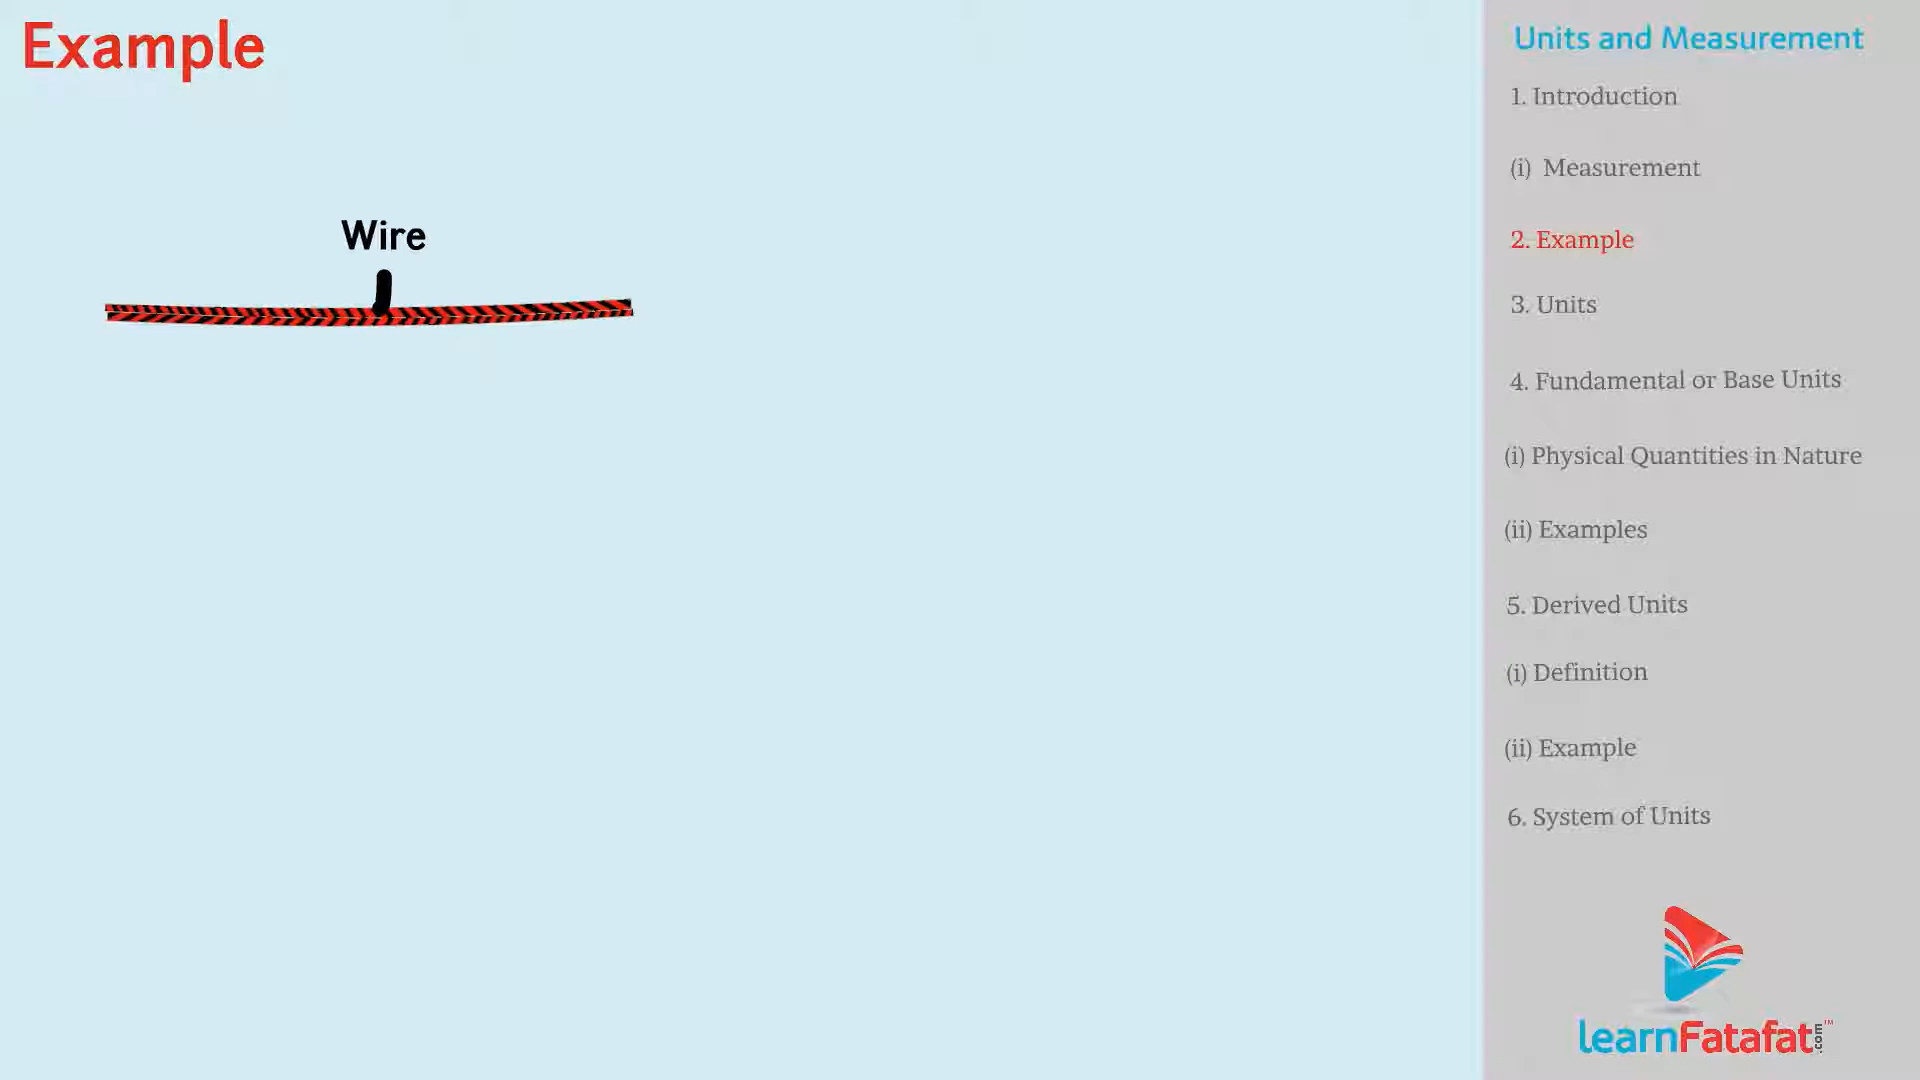 Example
Wire
Units and Measurement
1. Introduction
(i) Measurement
2. Example
3. Units
4. Fundamental or Base Units
(i) Physical Quantities in Nature
(ii) Examples
5. Derived Units
(i) Definition
(ii) Example
6. System of Units
learnFatafat.com™